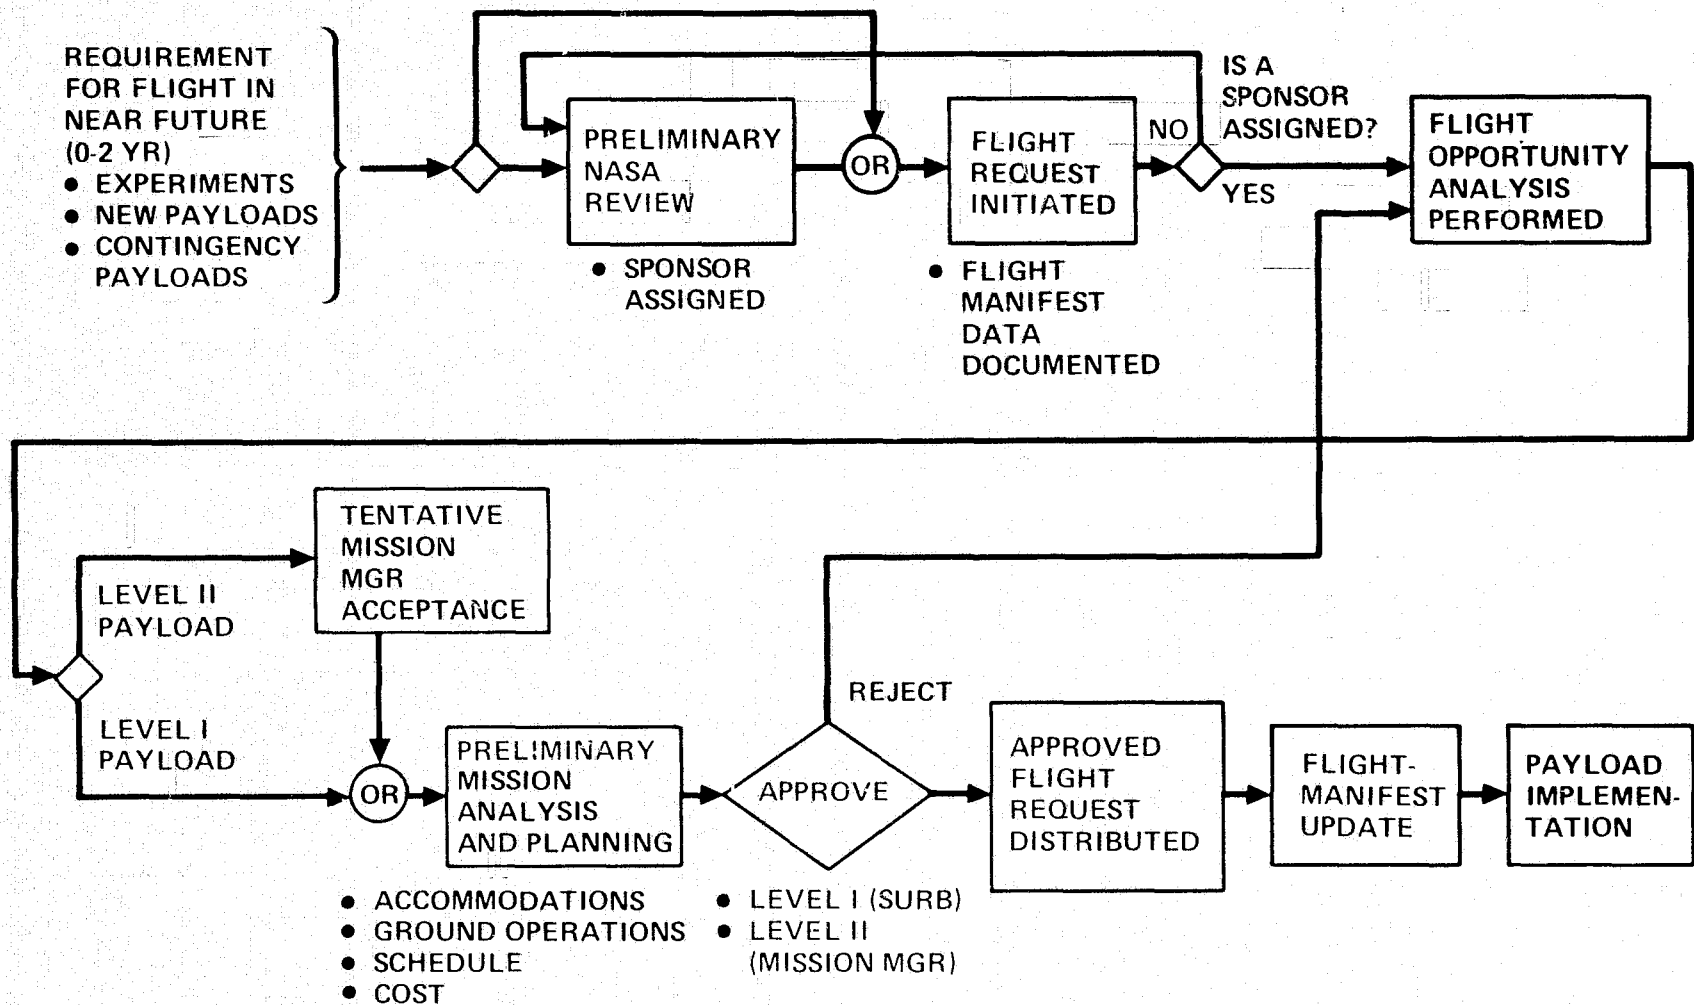 REQUIREMENT
FOR FLIGHT IN
NEAR FUTURE
(0-2 YR)
● EXPERIMENTS
● NEW PAYLOADS
● CONTINGENCY
PAYLOADS
PRELIMINARY
NASA
REVIEW
● SPONSOR
ASSIGNED
OR
FLIGHT
REQUEST
INITIATED
● FLIGHT
MANIFEST
DATA
DOCUMENTED
NO
IS A
SPONSOR
ASSIGNED?
YES
FLIGHT
OPPORTUNITY
ANALYSIS
PERFORMED
TENTATIVE
MISSION
MGR
ACCEPTANCE
LEVEL II
PAYLOAD
LEVEL I
PAYLOAD
OR
PRELIMINARY
MISSION
ANALYSIS
AND PLANNING
● ACCOMMODATIONS
● GROUND OPERATIONS
● SCHEDULE
● COST
REJECT
APPROVE
● LEVEL I (SURB)
● LEVEL II
(MISSION MGR)
APPROVED
FLIGHT
REQUEST
DISTRIBUTED
FLIGHT-
MANIFEST
UPDATE
PAYLOAD
IMPLEMEN-
TATION